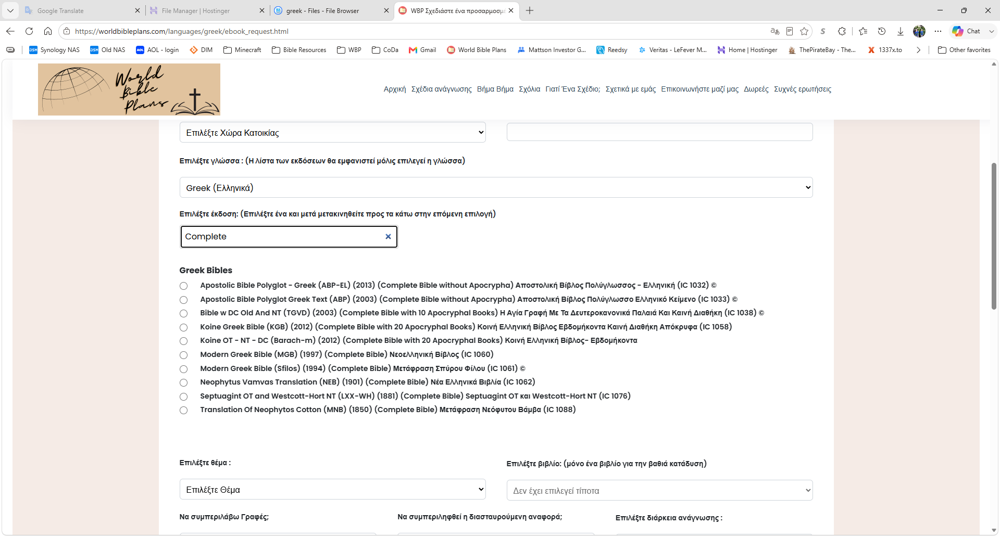 Google Translate
File Manager | Hostinger
greek - Files - File Browser
WBP Σχεδιάστε ένα προσαρμοσμέ
https://worldbibleplans.com/languages/greek/ebook_request.html
Chat
Synology NAS
Old NAS
AOL - login
DIM
Minecraft
Bible Resources
WBP
CoDa
Gmail
World Bible Plans
Mattson Investor G...
Reedsy
Veritas - LeFever M...
Home | Hostinger
ThePirateBay - The...
1337x.to
Other favorites
World
Bible
Plans
Αρχική Σχέδια ανάγνωσης Βήμα Βήμα Σχόλια Γιατί Ένα Σχέδιο; Σχετικά με εμάς Επικοινωνήστε μαζί μας Δωρεές Συχνές ερωτήσεις
Επιλέξτε Χώρα Κατοικίας
Επιλέξτε γλώσσα : (Η λίστα των εκδόσεων θα εμφανιστεί μόλις επιλεγεί η γλώσσα)
Greek (Ελληνικά)
Επιλέξτε έκδοση: (Επιλέξτε ένα και μετά μετακινηθείτε προς τα κάτω στην επόμενη επιλογή)
Complete
Greek Bibles
Apostolic Bible Polyglot - Greek (ABP-EL) (2013) (Complete Bible without Apocrypha) Αποστολική Βίβλος Πολύγλωσσος - Ελληνική (IC 1032) ©
Apostolic Bible Polyglot Greek Text (ABP) (2003) (Complete Bible without Apocrypha) Αποστολική Βίβλος Πολύγλωσσο Ελληνικό Κείμενο (IC 1033) ©
Bible w DC Old And NT (TGVD) (2003) (Complete Bible with 10 Apocryphal Books) Η Αγία Γραφή Με Τα Δευτεροκανονικά Παλαιά Και Καινή Διαθήκη (IC 1038) ©
Koine Greek Bible (KGB) (2012) (Complete Bible with 20 Apocryphal Books) Κοινή Ελληνική Βίβλος Εβδομήκοντα Καινή Διαθήκη Απόκρυφα (IC 1058)
Koine OT - NT - DC (Barach-m) (2012) (Complete Bible with 20 Apocryphal Books) Κοινή Ελληνική Βίβλος- Εβδομήκοντα
Modern Greek Bible (MGB) (1997) (Complete Bible) Νεοελληνική Βίβλος (IC 1060)
Modern Greek Bible (Sfilos) (1994) (Complete Bible) Μετάφραση Σπύρου Φίλου (IC 1061) ©
Neophytus Vamvas Translation (NEB) (1901) (Complete Bible) Νέα Ελληνικά Βιβλία (IC 1062)
Septuagint OT and Westcott-Hort NT (LXX-WH) (1881) (Complete Bible) Septuagint OT και Westcott-Hort NT (IC 1076)
Translation Of Neophytos Cotton (MNB) (1850) (Complete Bible) Μετάφραση Νεόφυτου Βάμβα (IC 1088)
Επιλέξτε θέμα :
Επιλέξτε βιβλίο: (μόνο ένα βιβλίο για την βαθιά κατάδυση)
Επιλέξτε Θέμα
Δεν έχει επιλεγεί τίποτα
Να συμπεριλάβω Γραφές;
Να συμπεριληφθεί η διασταυρούμενη αναφορά;
Επιλέξτε διάρκεια ανάγνωσης :